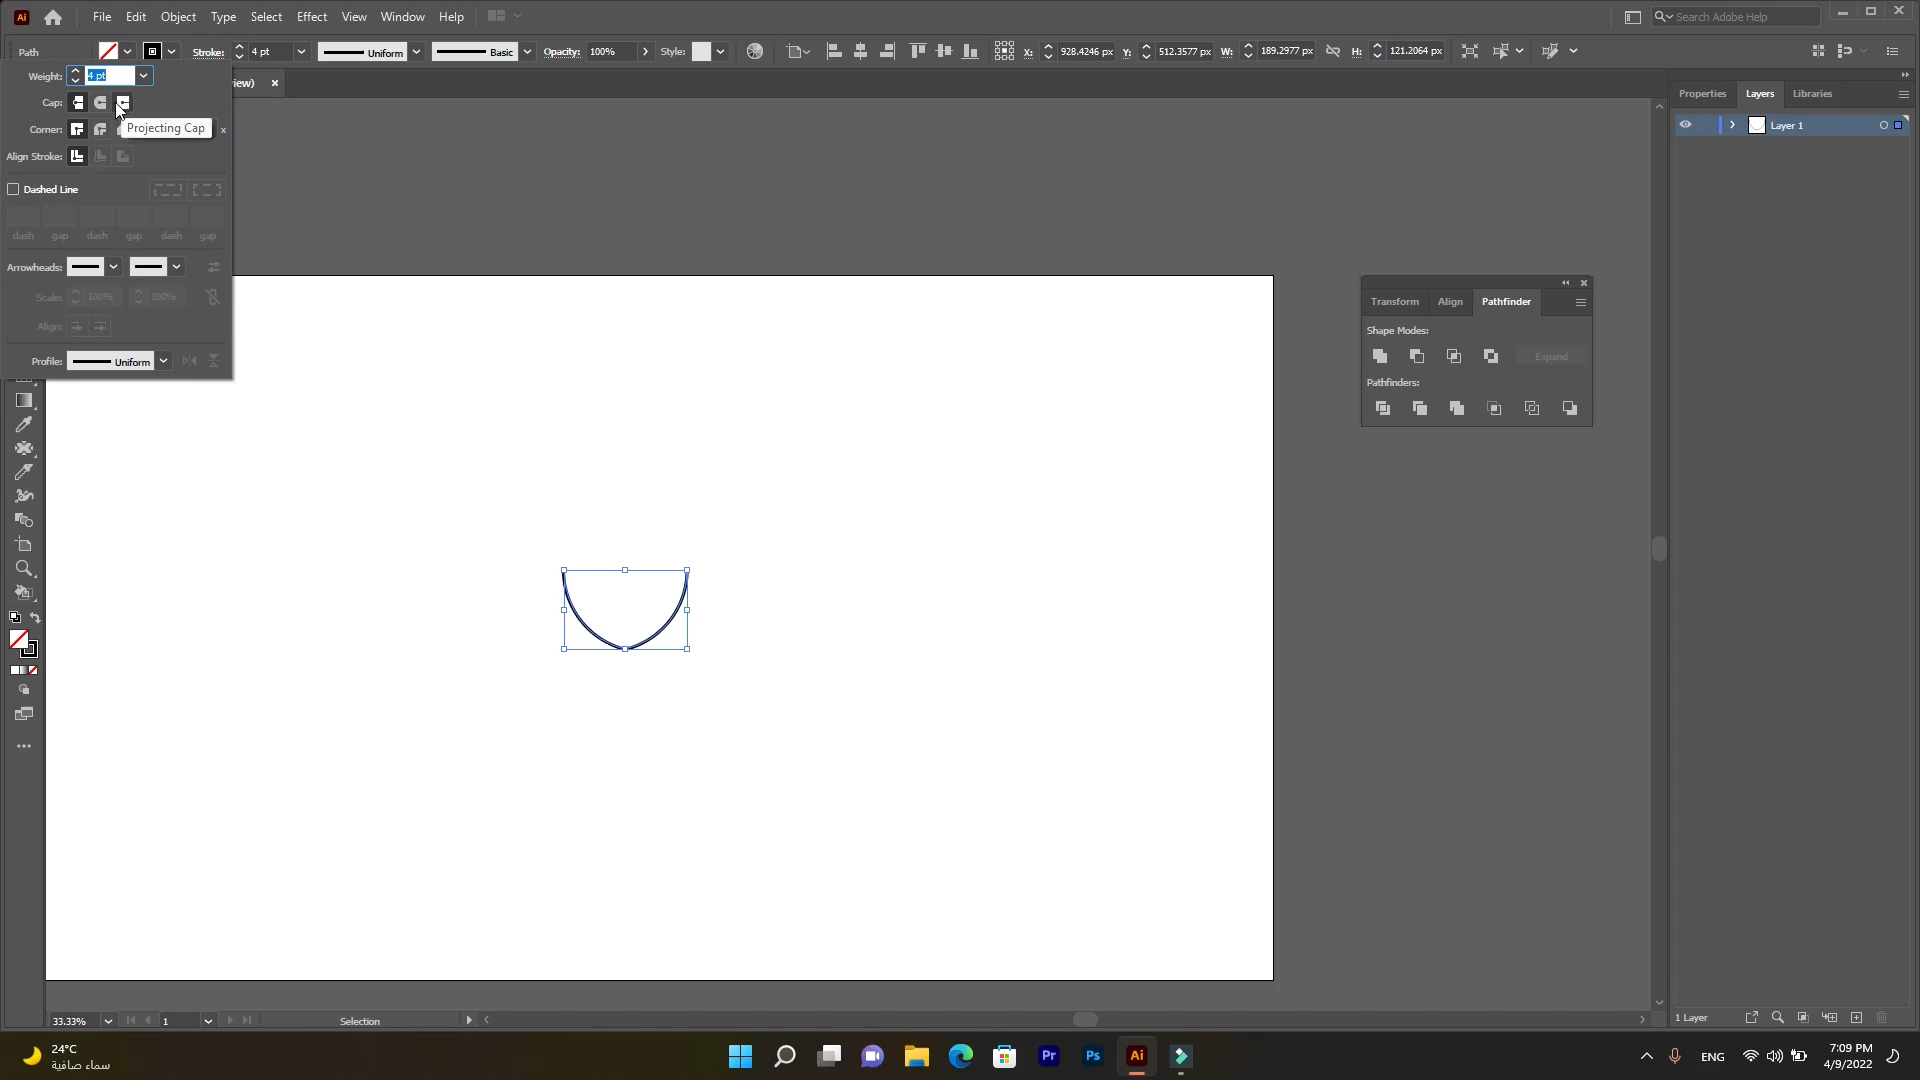 Ai File Edit Object Type Select Effect View Window Help Search Adobe Help
Path Stroke: 4 pt Uniform Basic Opacity: 100% Style: X: 928.4246 px Y: 512.3577 px W: 189.2977 px H: 121.2064 px
Weight: 4 pt
iew) ×
Properties Layers Libraries
Cap:
Projecting Cap
Corner: x
Layer 1
Align Stroke:
Dashed Line
dash gap dash gap dash gap
Arrowheads:
Scale: 100% 100%
Align:
Profile: Uniform
Transform Align Pathfinder
Shape Modes:
Expand
Pathfinders:
33.33% 1 Selection
1 Layer
24°C
سماء صافية
Pr Ps Ai
ENG
7:09 PM
4/9/2022